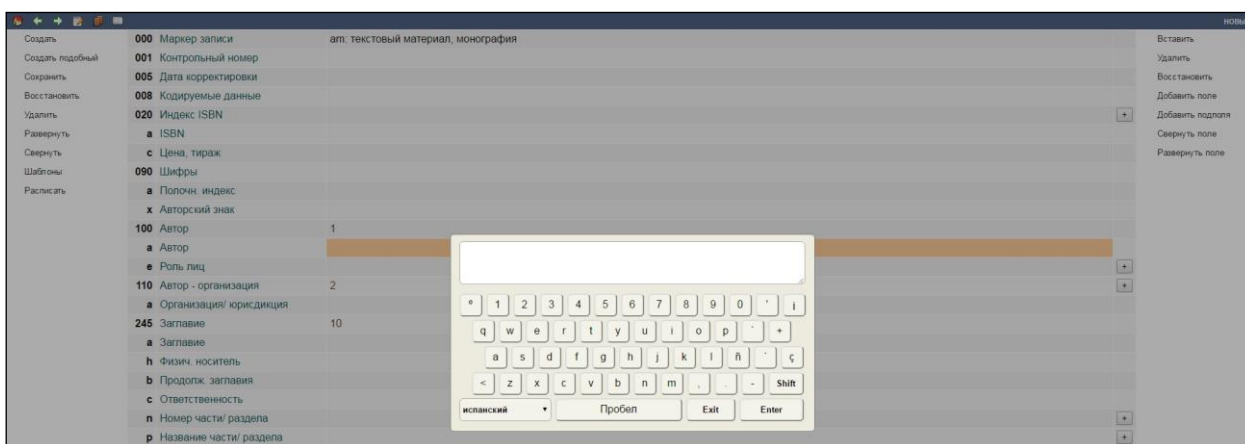 новы
Создать
Создать подобный
Сохранить
Восстановить
Удалить
Развернуть
Свернуть
Шаблоны
Расписать
000 Маркер записи am: текстовый материал, монография
001 Контрольный номер
005 Дата корректировки
008 Кодируемые данные
020 Индекс ISBN +
a ISBN
c Цена, тираж
090 Шифры
a Полочн. индекс
x Авторский знак
100 Автор 1
a Автор
e Роль лиц +
110 Автор - организация 2 +
a Организация/ юрисдикция
245 Заглавие 10
a Заглавие
h Физич. носитель
b Продолж. заглавия
c Ответственность
n Номер части/ раздела +
p Название части/ раздела +
º 1 2 3 4 5 6 7 8 9 0 ' ¡
q w e r t y u i o p ` +
a s d f g h j k l ñ ´ ç
< z x c v b n m , . - Shift
испанский Пробел Exit Enter
Вставить
Удалить
Восстановить
Добавить поле
Добавить подполя
Свернуть поле
Развернуть поле